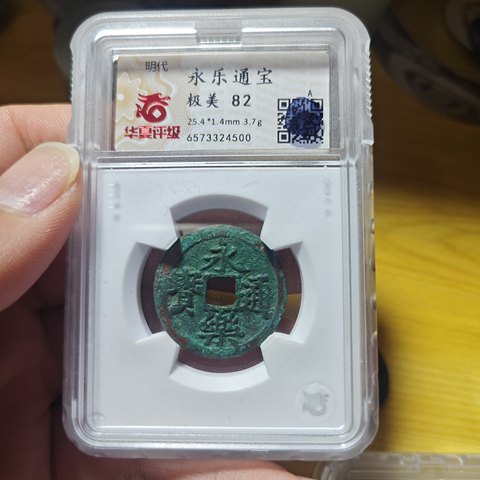 明代
永乐通宝
华夏评级
极美 82
A
25.4*1.4mm 3.7g
6573324500
永
寳 通
樂